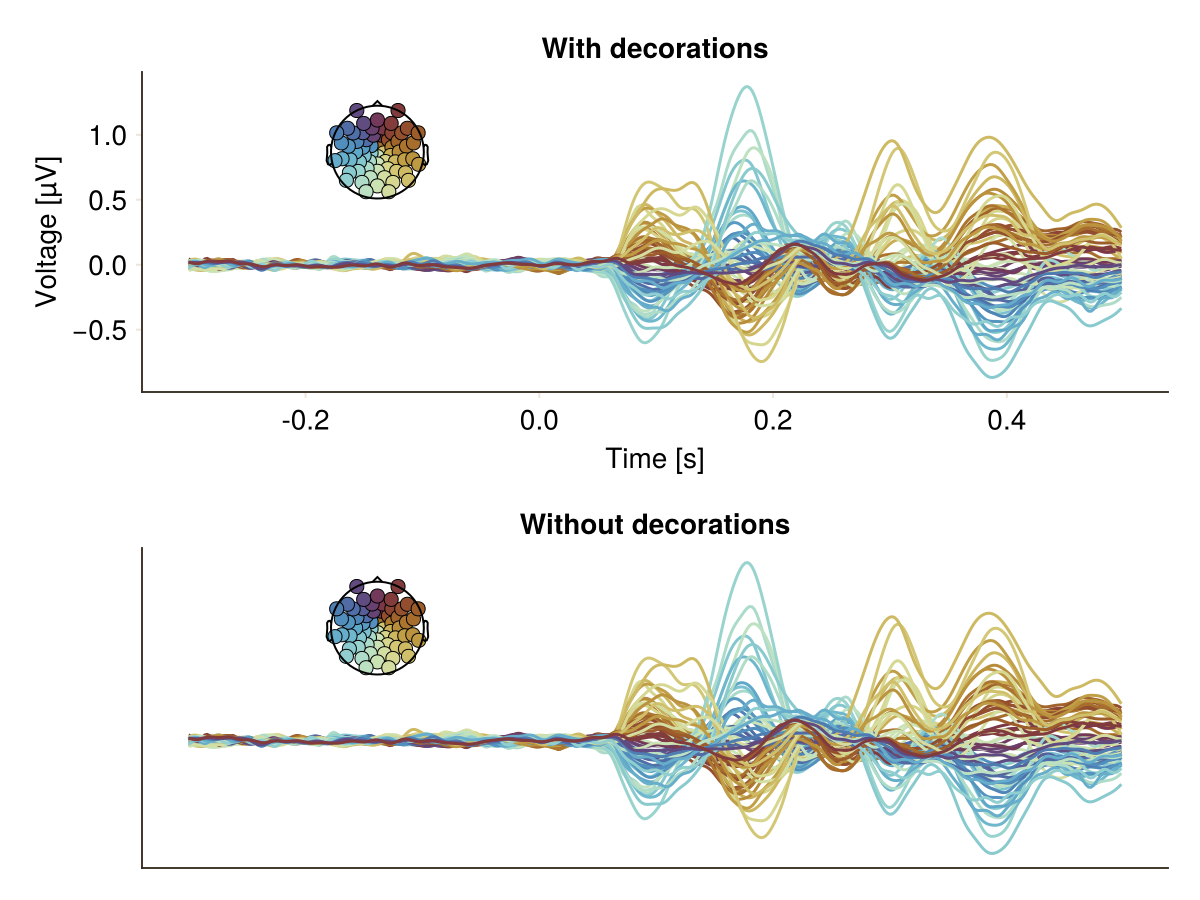 With decorations
1.0
0.5
0.0
−0.5
Voltage [µV]
-0.2 0.0 0.2 0.4
Time [s]
Without decorations